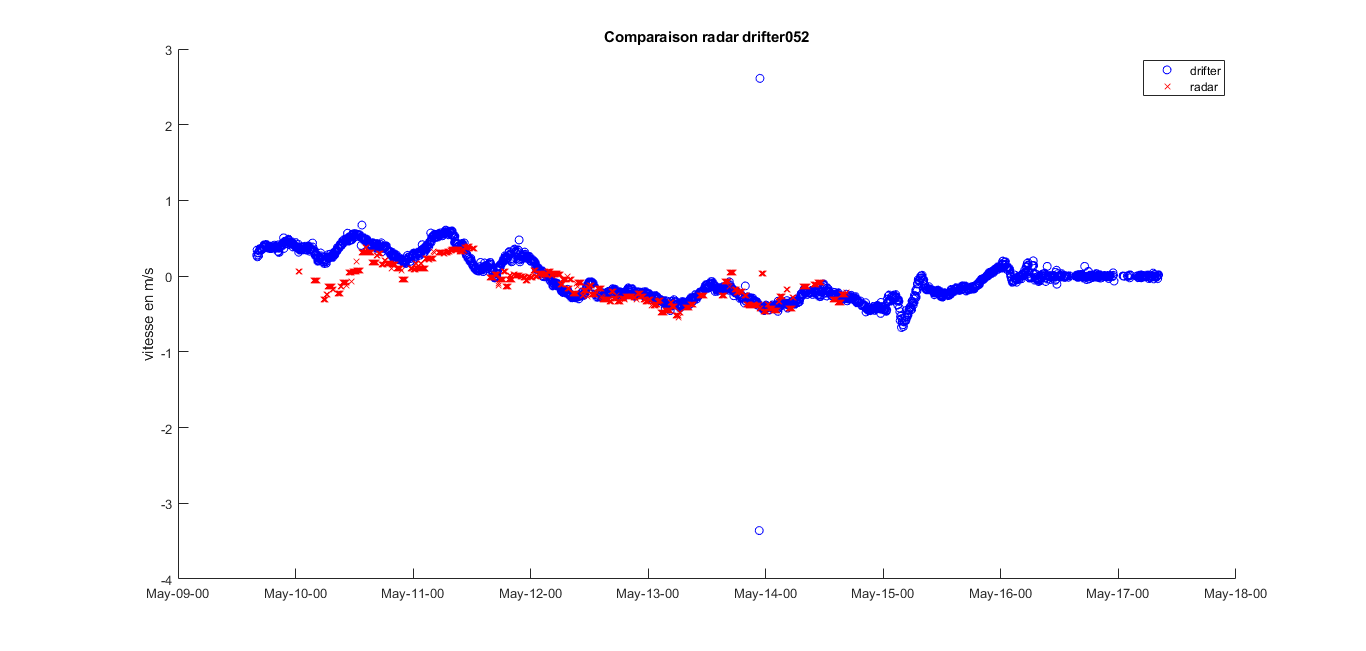 Comparaison radar drifter052
drifter
radar
vitesse en m/s
3
2
1
0
-1
-2
-3
-4
May-09-00
May-10-00
May-11-00
May-12-00
May-13-00
May-14-00
May-15-00
May-16-00
May-17-00
May-18-00